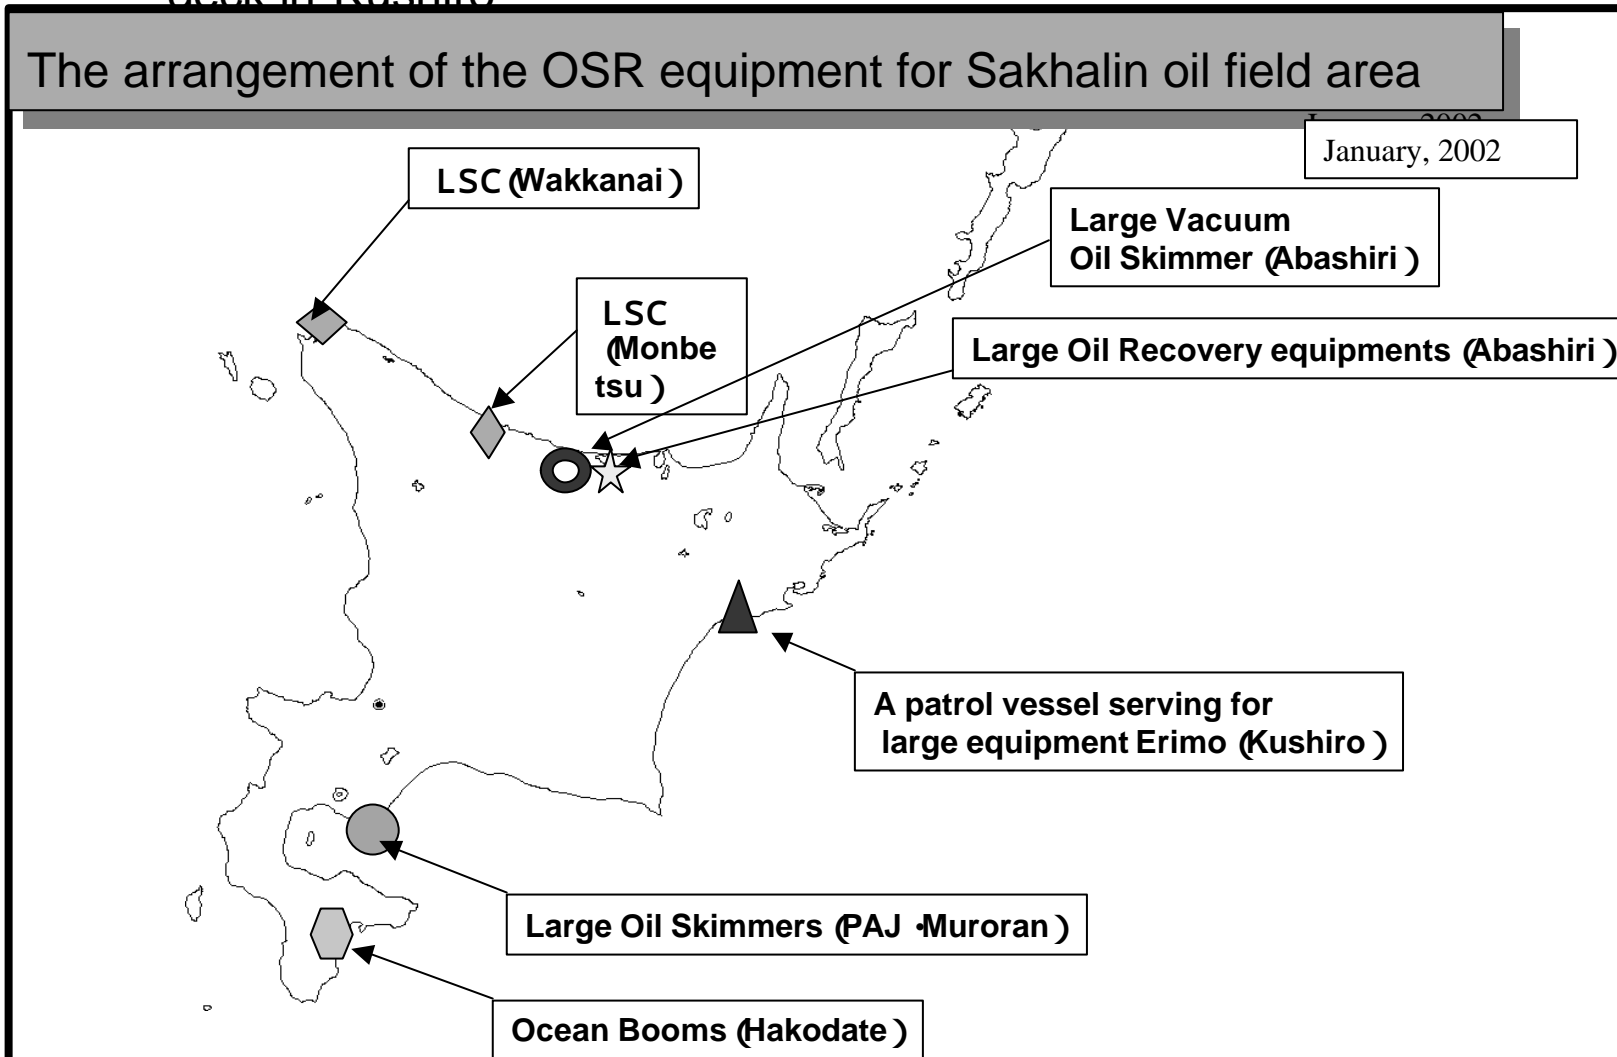 The arrangement of the OSR equipment for Sakhalin oil field area
January, 2002
LSC (Wakkanai)
Large Vacuum
Oil Skimmer (Abashiri)
LSC
(Monbe
tsu)
Large Oil Recovery equipments (Abashiri)
A patrol vessel serving for
large equipment Erimo (Kushiro)
Large Oil Skimmers (PAJ・Muroran)
Ocean Booms (Hakodate)